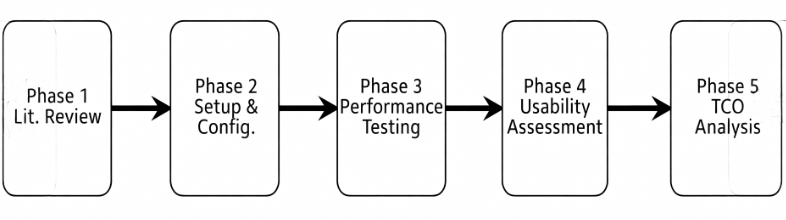 Phase 1
Lit. Review
Phase 2
Setup &
Config.
Phase 3
Performance
Testing
Phase 4
Usability
Assessment
Phase 5
TCO
Analysis